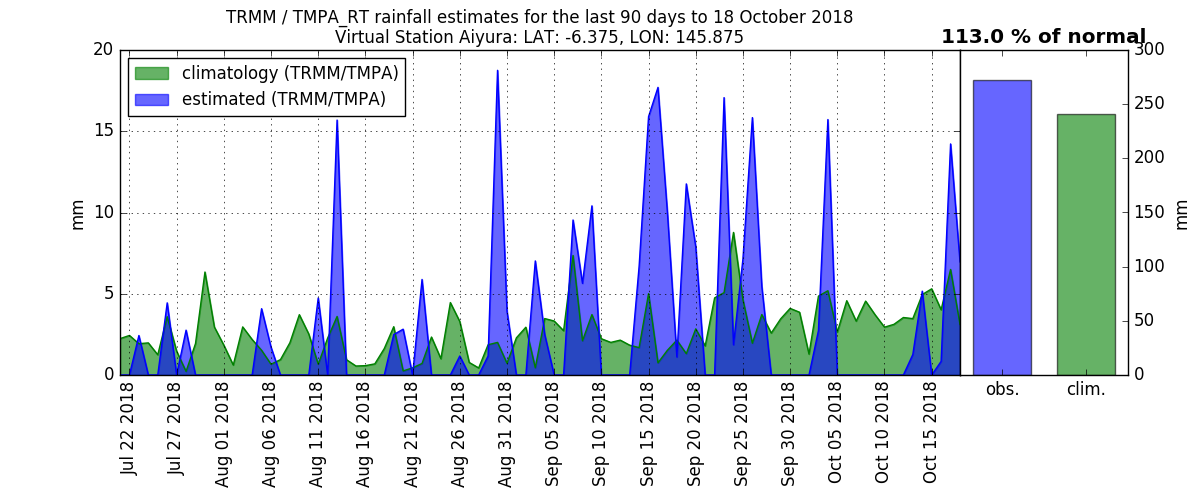 TRMM / TMPA_RT rainfall estimates for the last 90 days to 18 October 2018
Virtual Station Aiyura: LAT: -6.375, LON: 145.875
113.0 % of normal
climatology (TRMM/TMPA)
estimated (TRMM/TMPA)
20
15
10
5
0
mm
Jul 22 2018
Jul 27 2018
Aug 01 2018
Aug 06 2018
Aug 11 2018
Aug 16 2018
Aug 21 2018
Aug 26 2018
Aug 31 2018
Sep 05 2018
Sep 10 2018
Sep 15 2018
Sep 20 2018
Sep 25 2018
Sep 30 2018
Oct 05 2018
Oct 10 2018
Oct 15 2018
obs.
clim.
300
250
200
150
100
50
0
mm